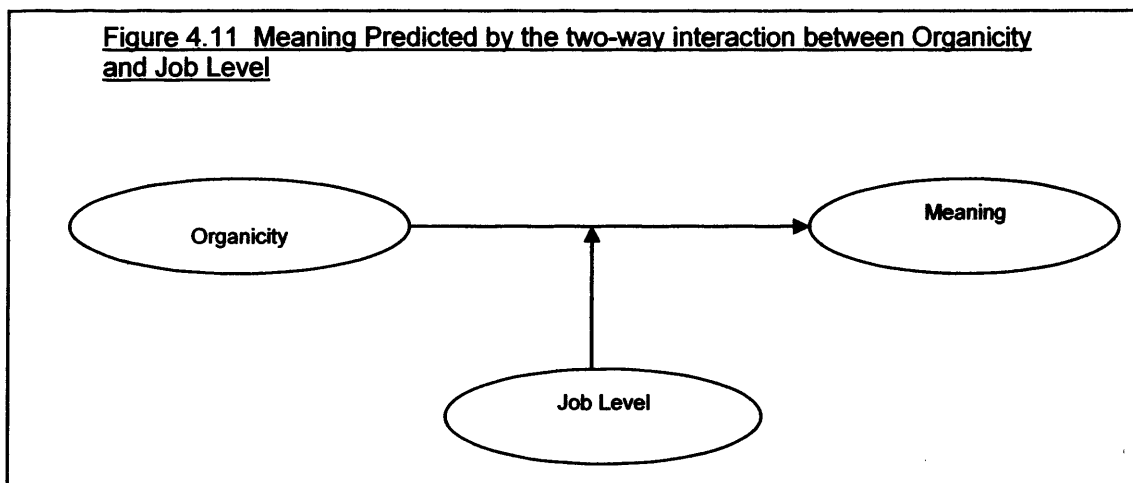 Figure 4.11 Meaning Predicted by the two-way interaction between Organicity
and Job Level
Organicity
Meaning
Job Level